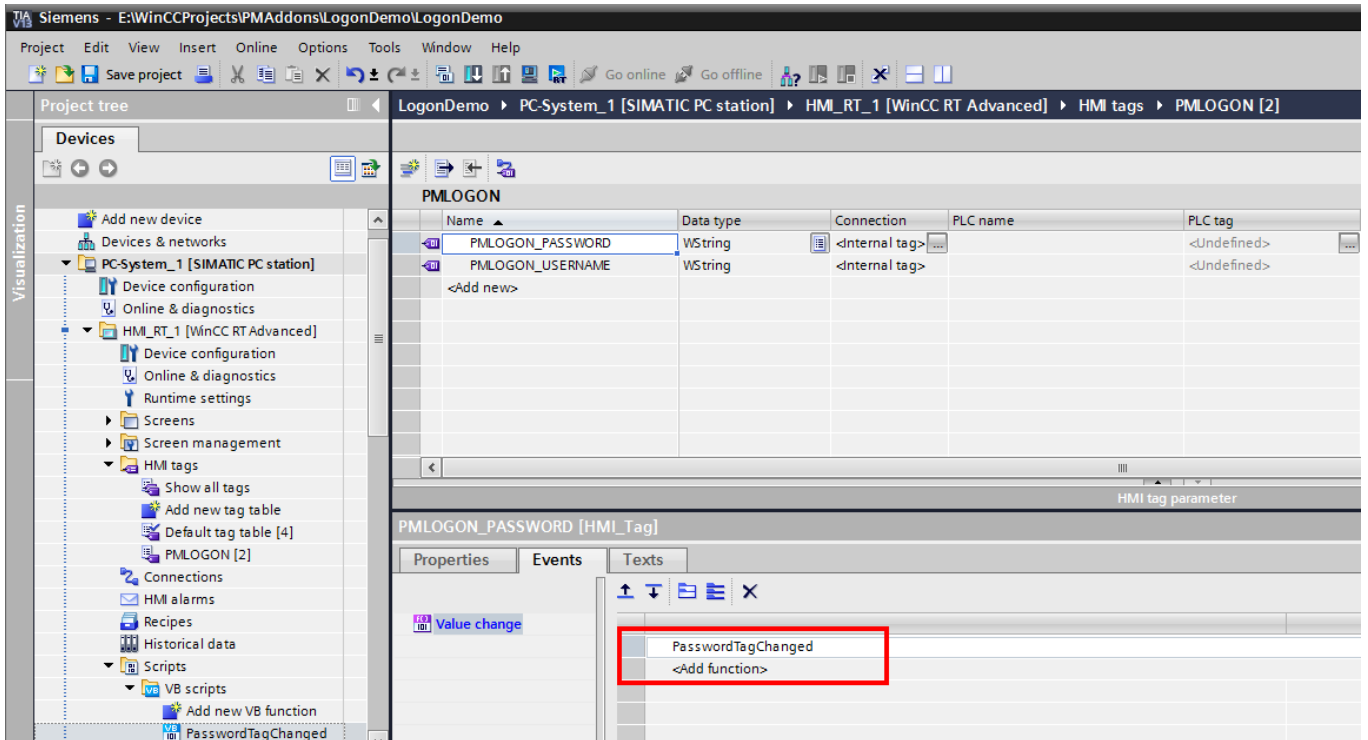 Siemens - E:\WinCCProjects\PMAddons\LogonDemo\LogonDemo
Project Edit View Insert Online Options Tools Window Help
Save project Go online Go offline
Project tree
LogonDemo PC-System_1 [SIMATIC PC station] HMI_RT_1 [WinCC RT Advanced] HMI tags PMLOGON [2]
Devices
Visualization
Add new device
Devices & networks
PC-System_1 [SIMATIC PC station]
Device configuration
Online & diagnostics
HMI_RT_1 [WinCC RT Advanced]
Device configuration
Online & diagnostics
Runtime settings
Screens
Screen management
HMI tags
Show all tags
Add new tag table
Default tag table [4]
PMLOGON [2]
Connections
HMI alarms
Recipes
Historical data
Scripts
VB scripts
Add new VB function
PasswordTagChanged
PMLOGON
Name Data type Connection PLC name PLC tag
PMLOGON_PASSWORD WString <Internal tag> ... <Undefined> ...
PMLOGON_USERNAME WString <Internal tag> <Undefined>
<Add new>
HMI tag parameter
PMLOGON_PASSWORD [HMI_Tag]
Properties Events Texts
Value change
PasswordTagChanged
<Add function>